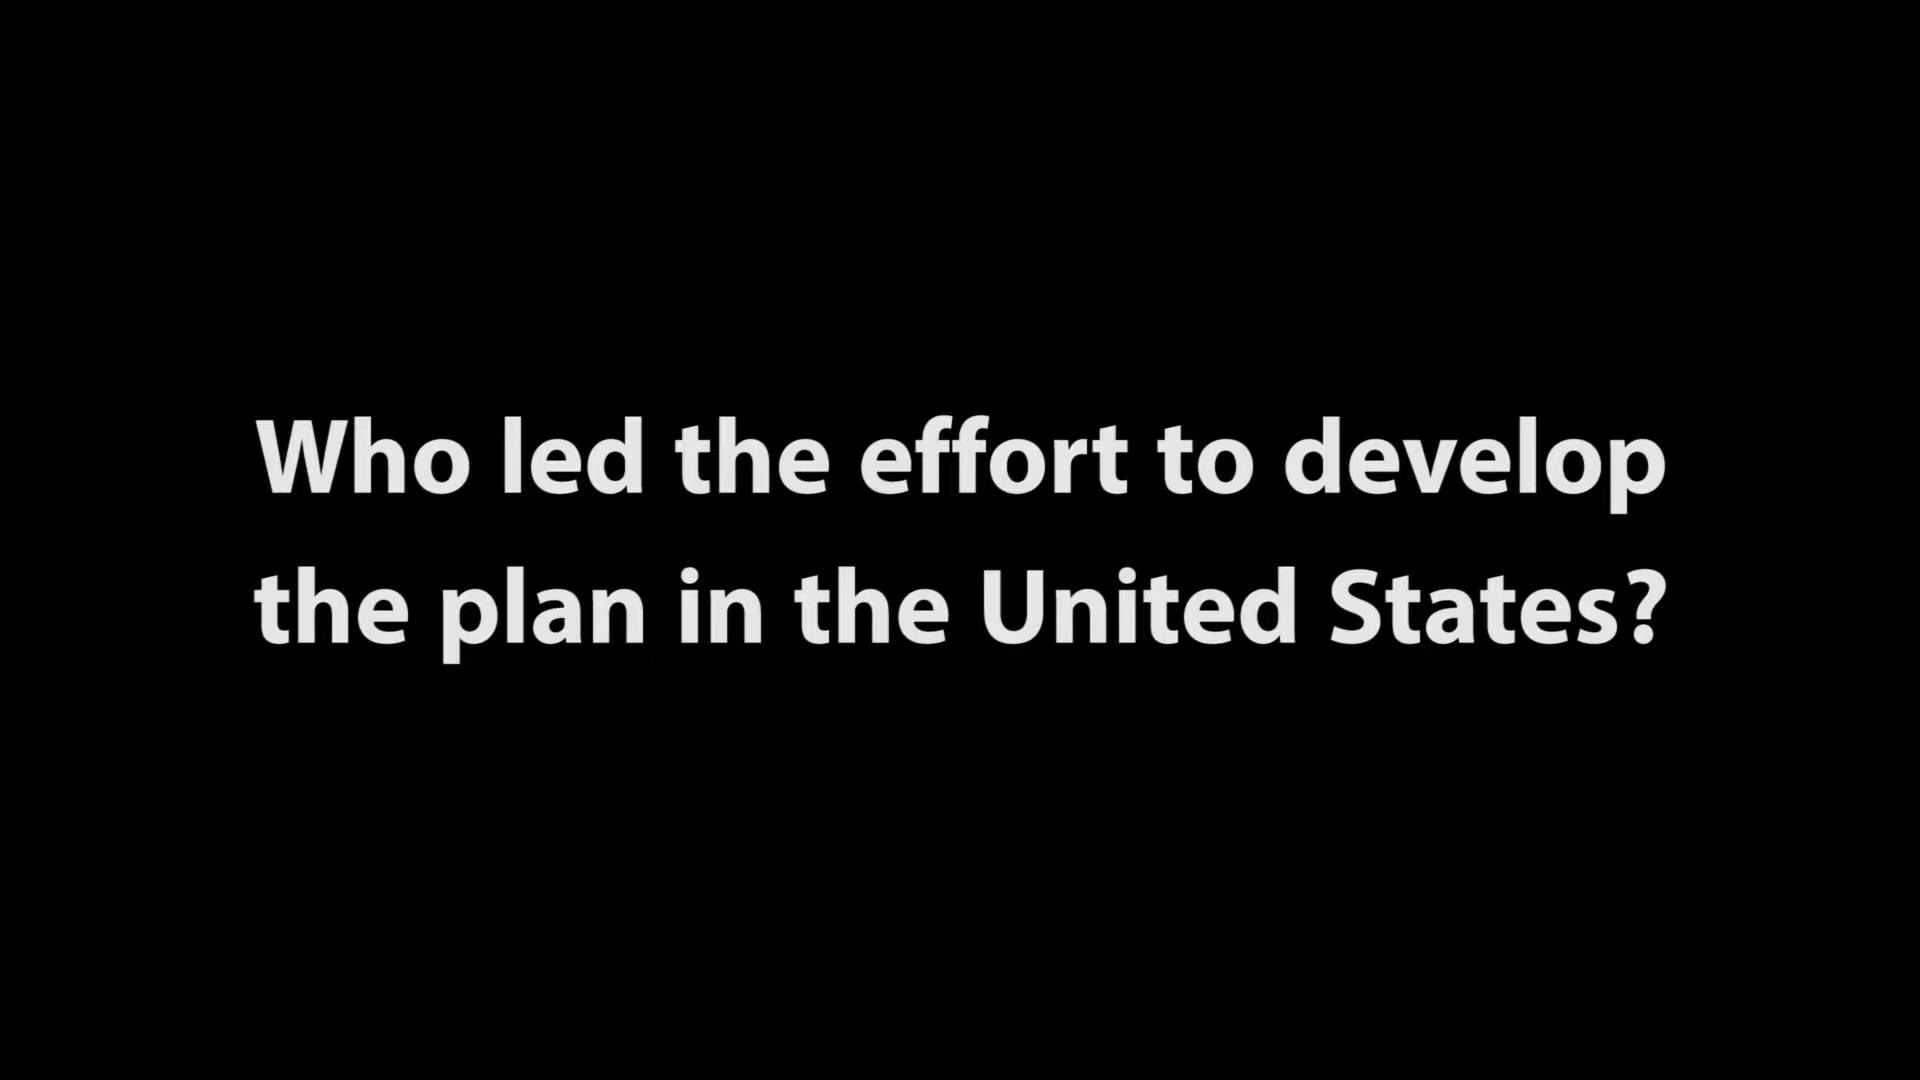 Who led the effort to develop
the plan in the United States?